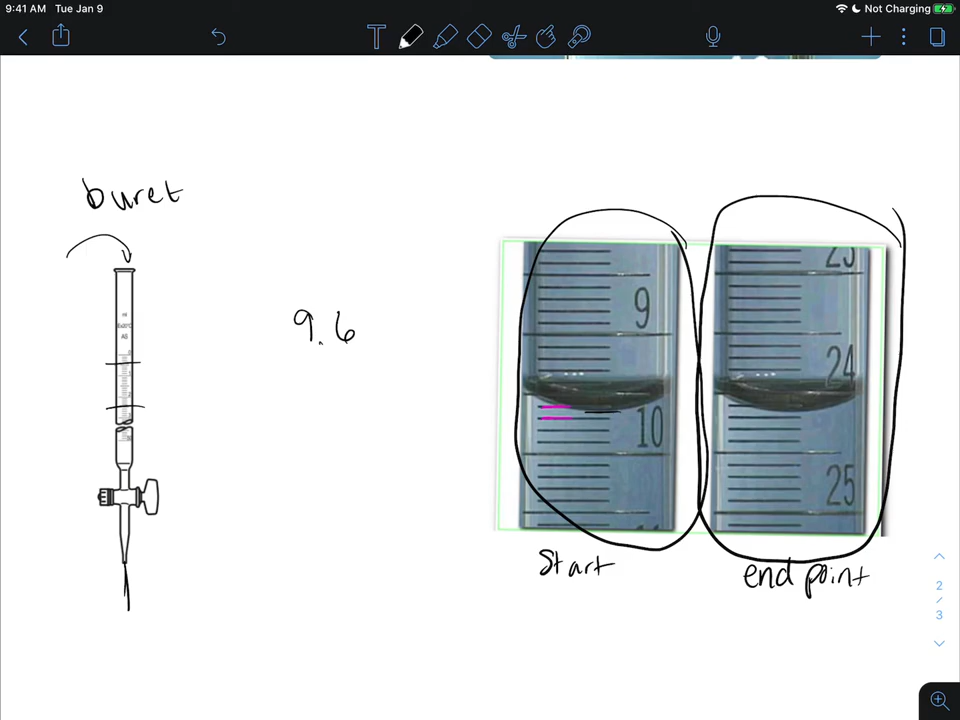 9:41 AM Tue Jan 9
Not Charging
buret
9.6
9
10
23
24
25
Start
end point
2
/
3